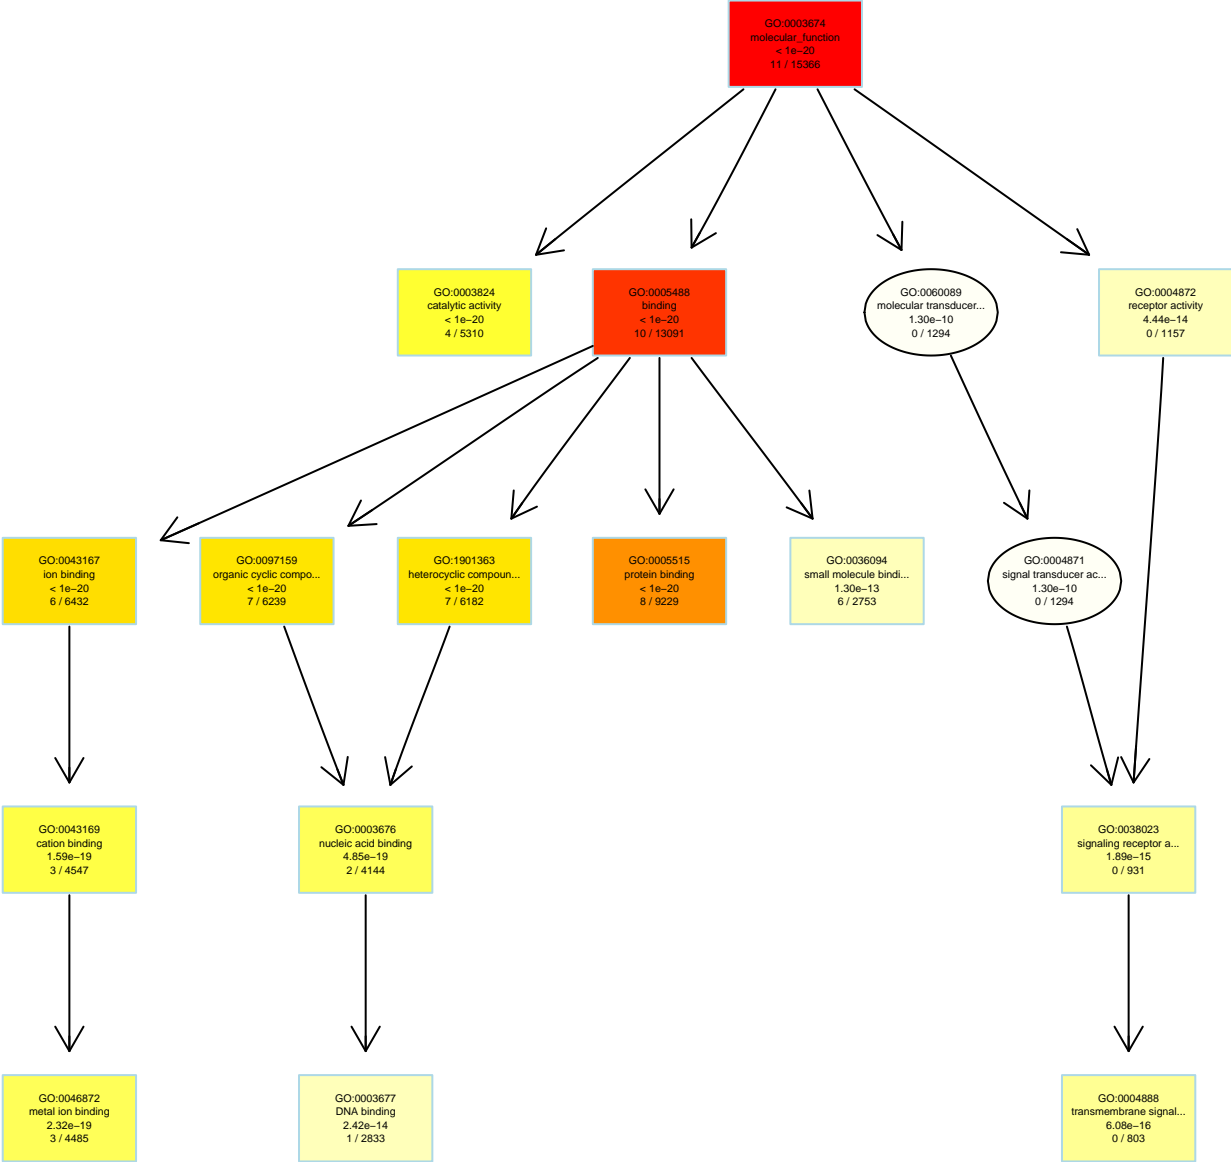 GO:0003674
molecular_function
< 1e−20
11 / 15366
GO:0003824
catalytic activity
< 1e−20
4 / 5310
GO:0005488
binding
< 1e−20
10 / 13091
GO:0060089
molecular transducer...
1.30e−10
0 / 1294
GO:0004872
receptor activity
4.44e−14
0 / 1157
GO:0043167
ion binding
< 1e−20
6 / 6432
GO:0097159
organic cyclic compo...
< 1e−20
7 / 6239
GO:1901363
heterocyclic compoun...
< 1e−20
7 / 6182
GO:0005515
protein binding
< 1e−20
8 / 9229
GO:0036094
small molecule bindi...
1.30e−13
6 / 2753
GO:0004871
signal transducer ac...
1.30e−10
0 / 1294
GO:0043169
cation binding
1.59e−19
3 / 4547
GO:0003676
nucleic acid binding
4.85e−19
2 / 4144
GO:0038023
signaling receptor a...
1.89e−15
0 / 931
GO:0046872
metal ion binding
2.32e−19
3 / 4485
GO:0003677
DNA binding
2.42e−14
1 / 2833
GO:0004888
transmembrane signal...
6.08e−16
0 / 803